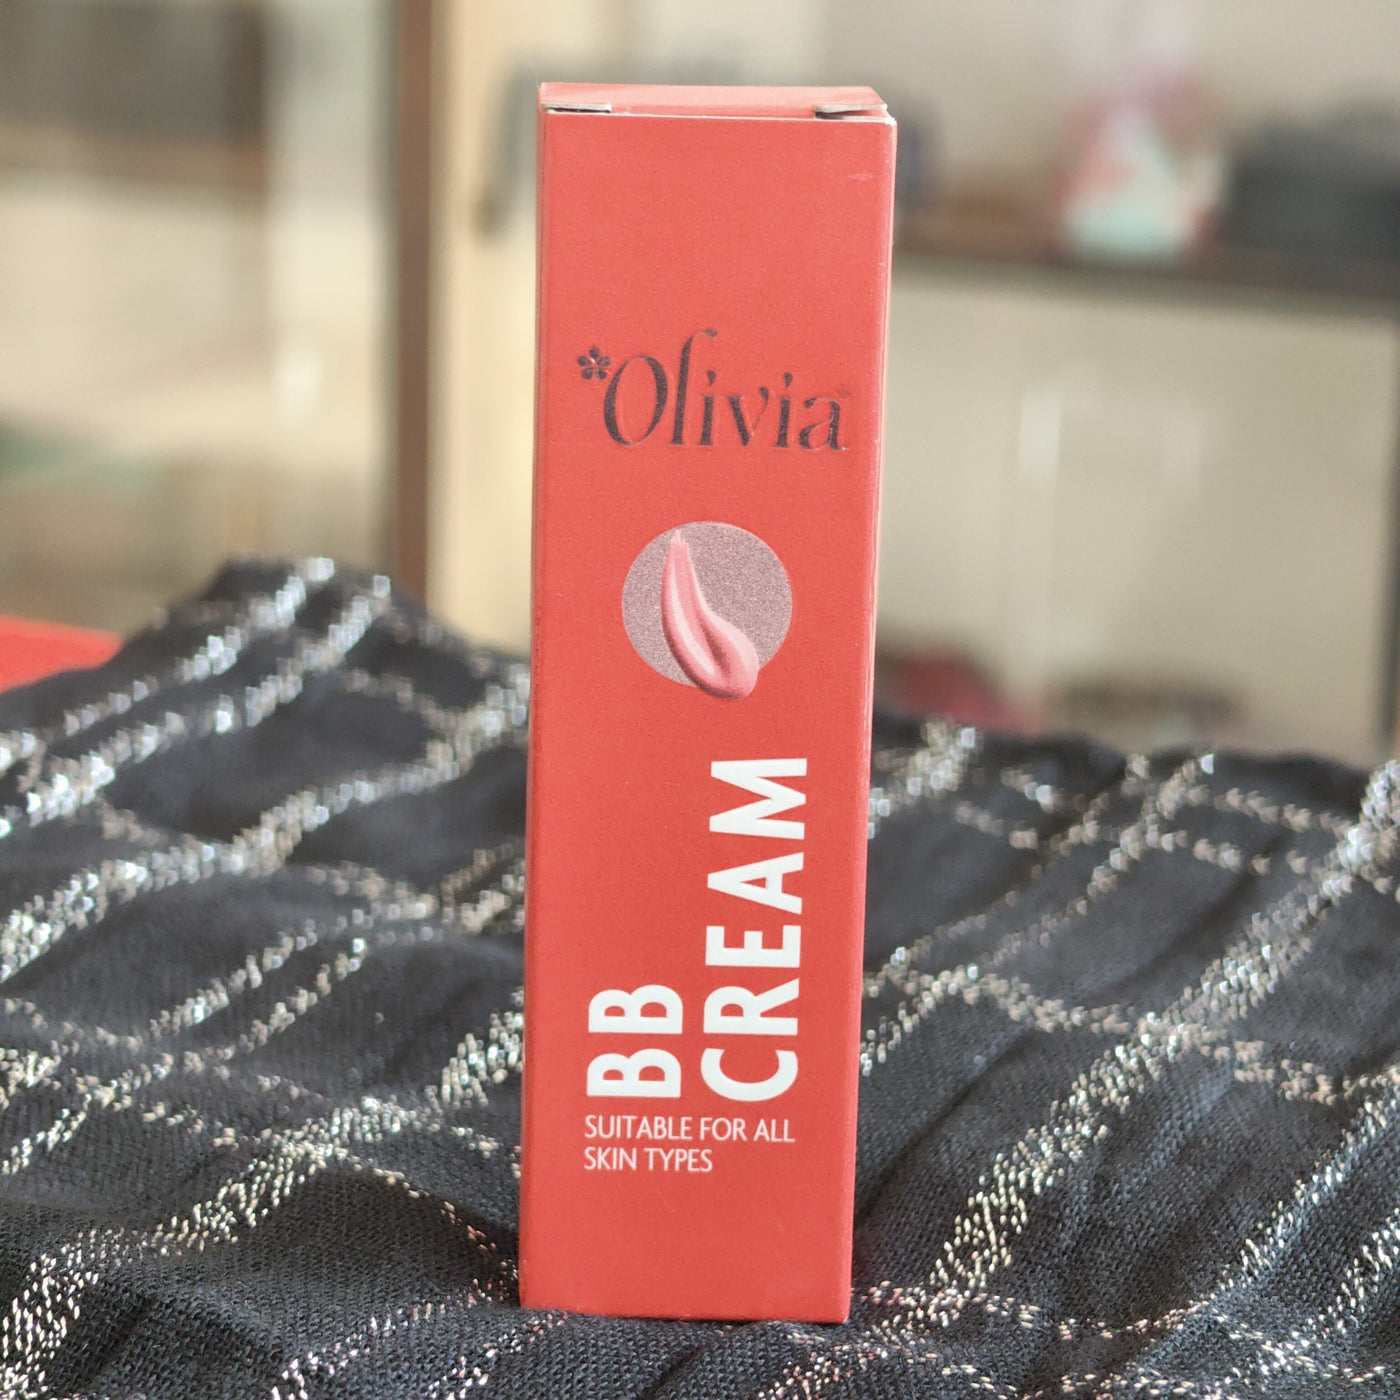 Olivia
BB
CREAM
SUITABLE FOR ALL
SKIN TYPES